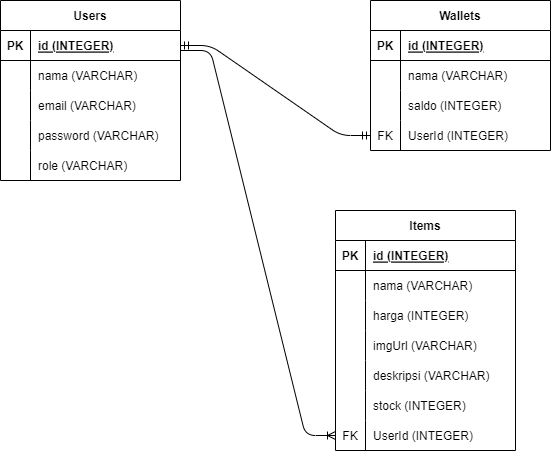 Users
PK id (INTEGER)
nama (VARCHAR)
email (VARCHAR)
password (VARCHAR)
role (VARCHAR)
Wallets
PK id (INTEGER)
nama (VARCHAR)
saldo (INTEGER)
FK UserId (INTEGER)
Items
PK id (INTEGER)
nama (VARCHAR)
harga (INTEGER)
imgUrl (VARCHAR)
deskripsi (VARCHAR)
stock (INTEGER)
FK UserId (INTEGER)